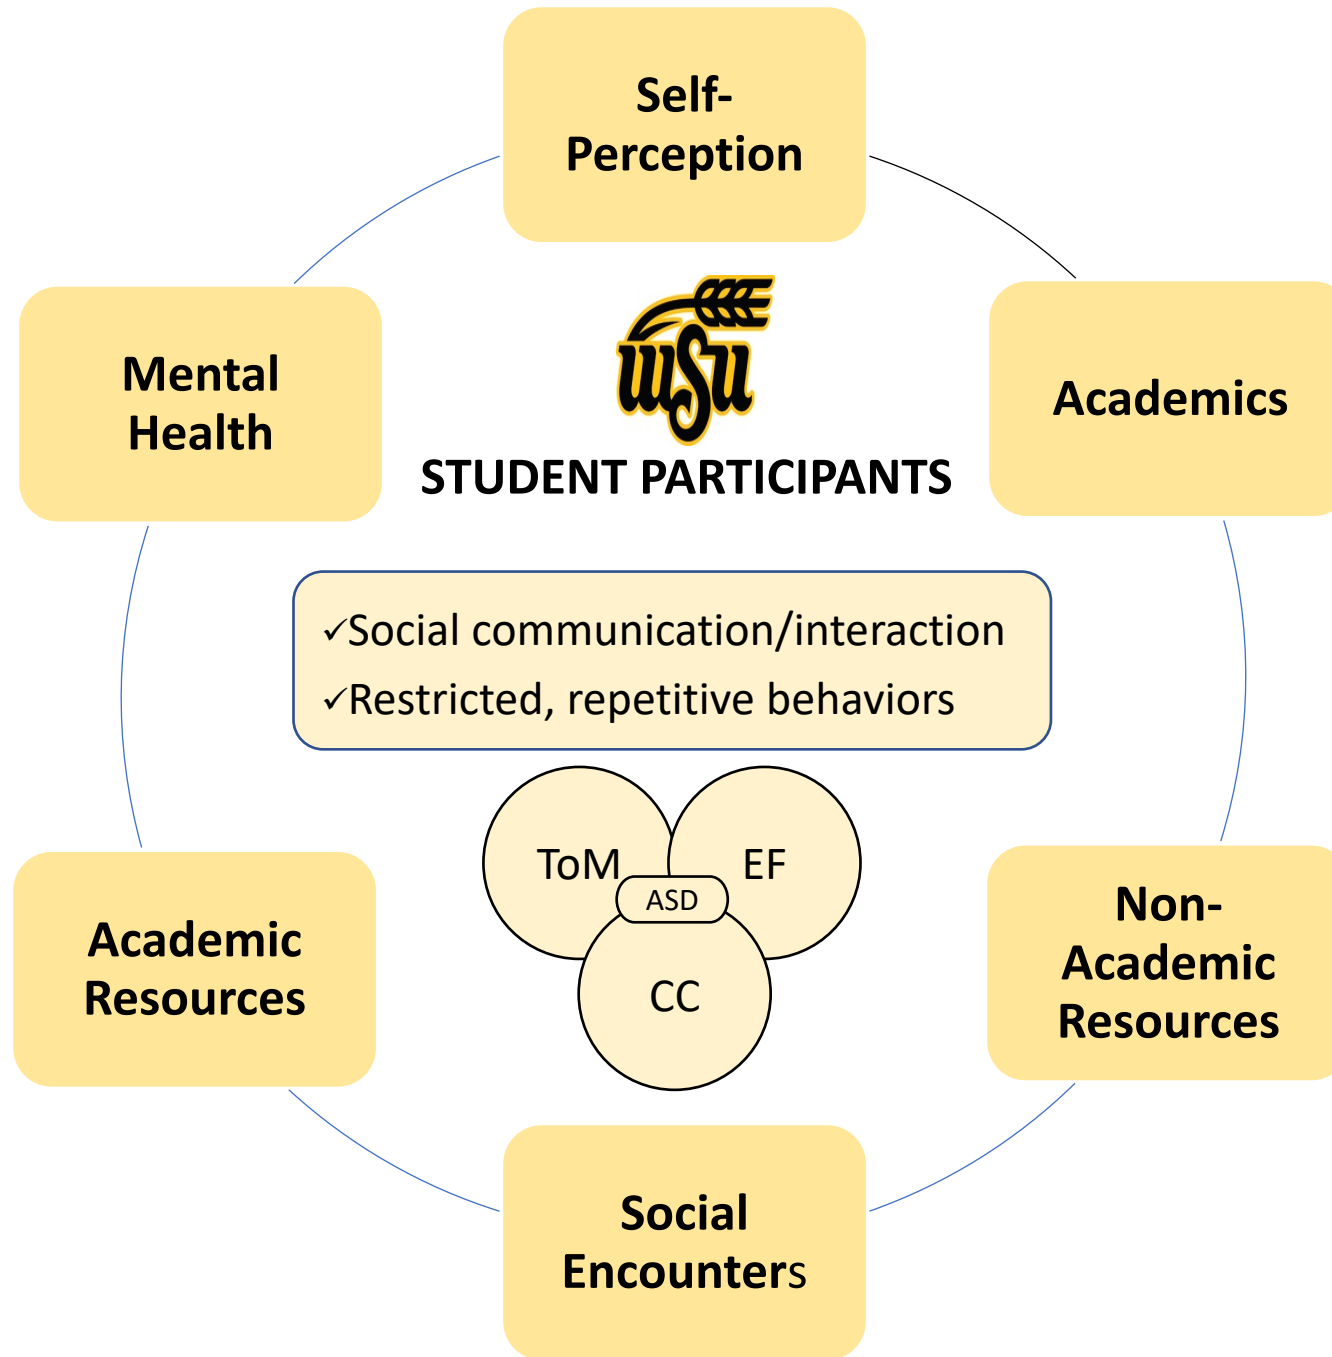 Self-
Perception
Mental
Health
Academics
WSU
STUDENT PARTICIPANTS
✓Social communication/interaction
✓Restricted, repetitive behaviors
ToM
EF
ASD
CC
Academic
Resources
Non-
Academic
Resources
Social
Encounters